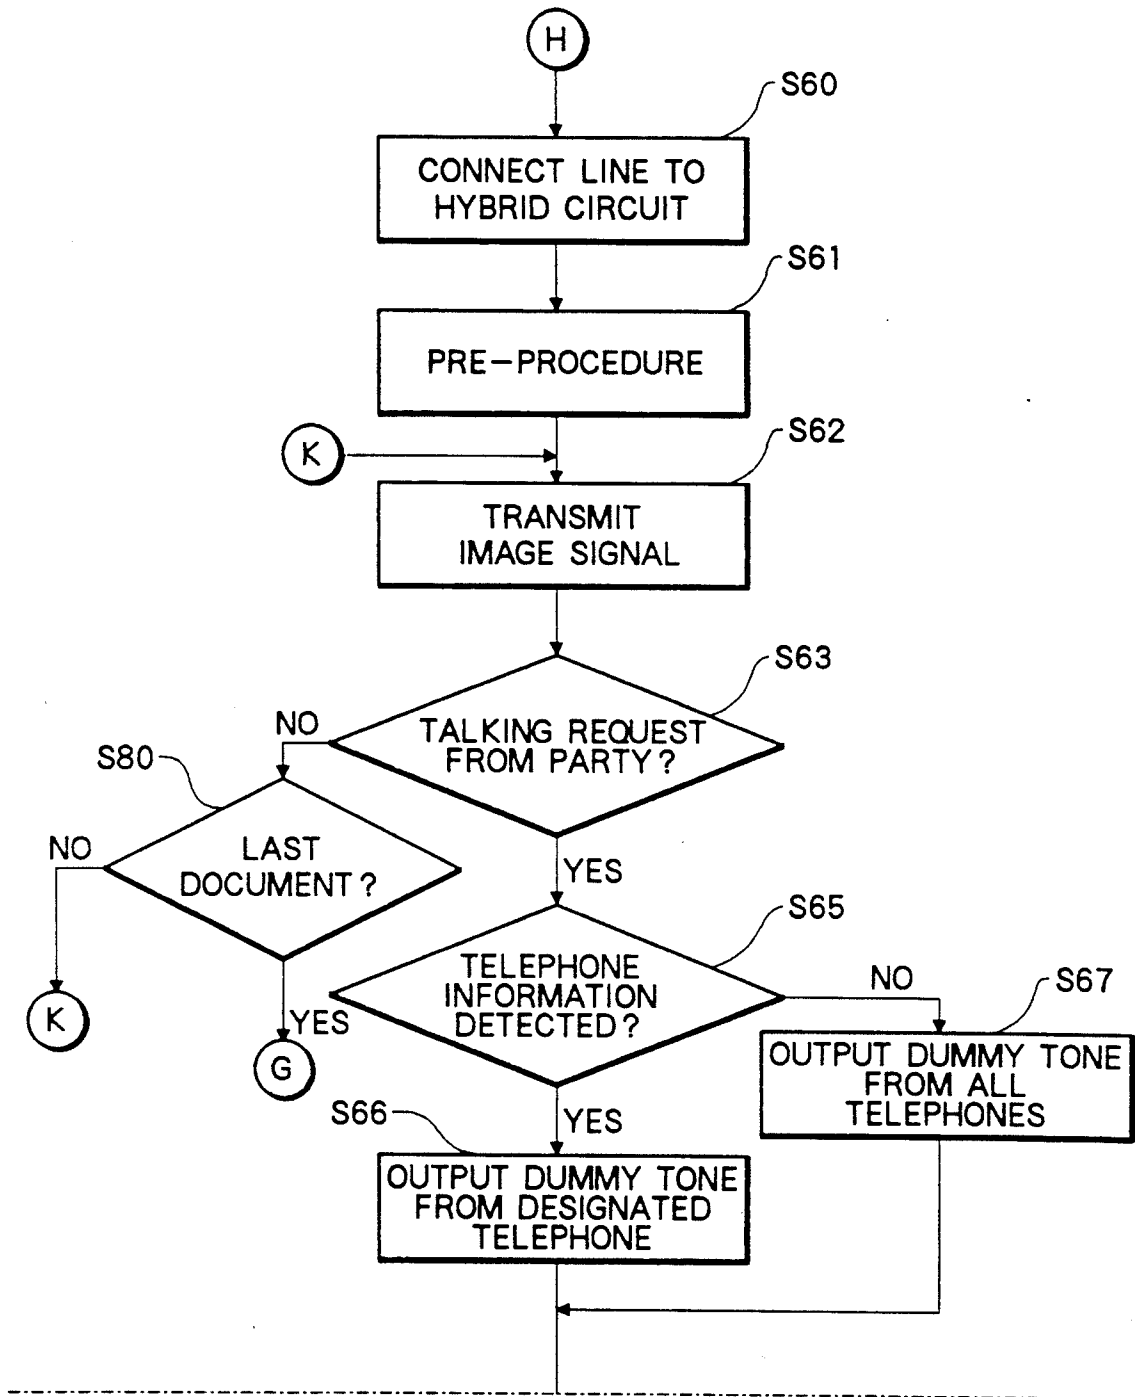 H
S60
CONNECT LINE TO
HYBRID CIRCUIT
S61
PRE-PROCEDURE
K
S62
TRANSMIT
IMAGE SIGNAL
S63
TALKING REQUEST
FROM PARTY?
NO
S80
LAST
DOCUMENT?
NO
K
YES
G
YES
S65
TELEPHONE
INFORMATION
DETECTED?
NO
S67
OUTPUT DUMMY TONE
FROM ALL
TELEPHONES
YES
S66
OUTPUT DUMMY TONE
FROM DESIGNATED
TELEPHONE